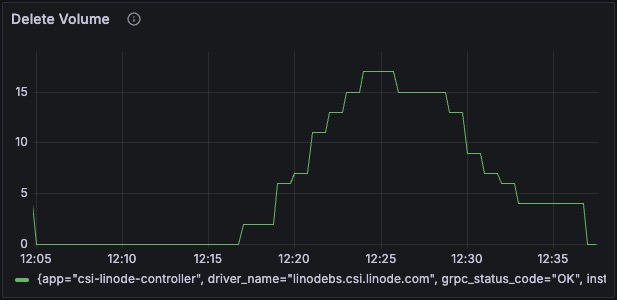 Delete Volume
15
10
5
0
12:05 12:10 12:15 12:20 12:25 12:30 12:35
{app="csi-linode-controller", driver_name="linodebs.csi.linode.com", grpc_status_code="OK", inst